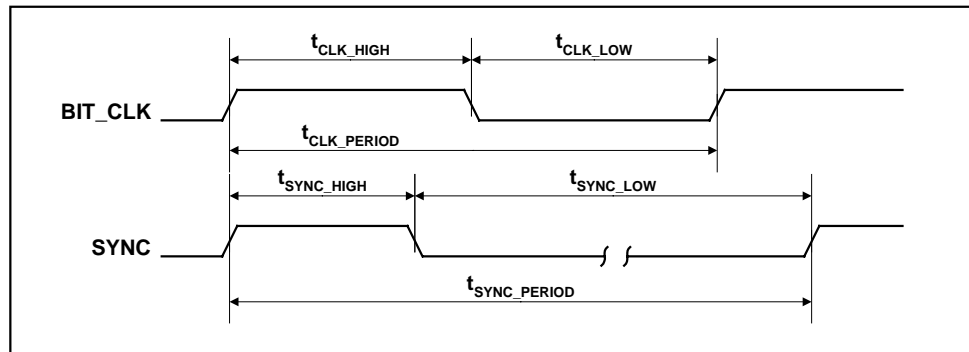 tCLK_HIGH tCLK_LOW
BIT_CLK
tCLK_PERIOD
tSYNC_HIGH tSYNC_LOW
SYNC
tSYNC_PERIOD